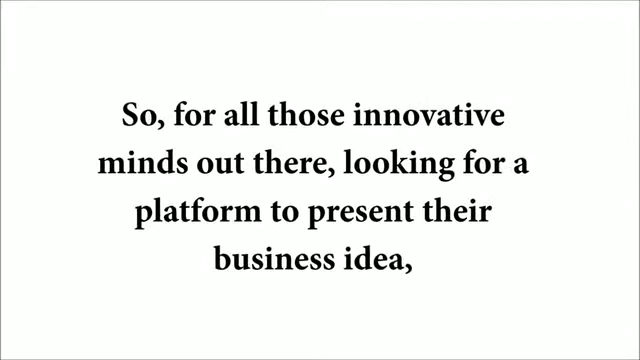 So, for all those innovative
minds out there, looking for a
platform to present their
business idea,